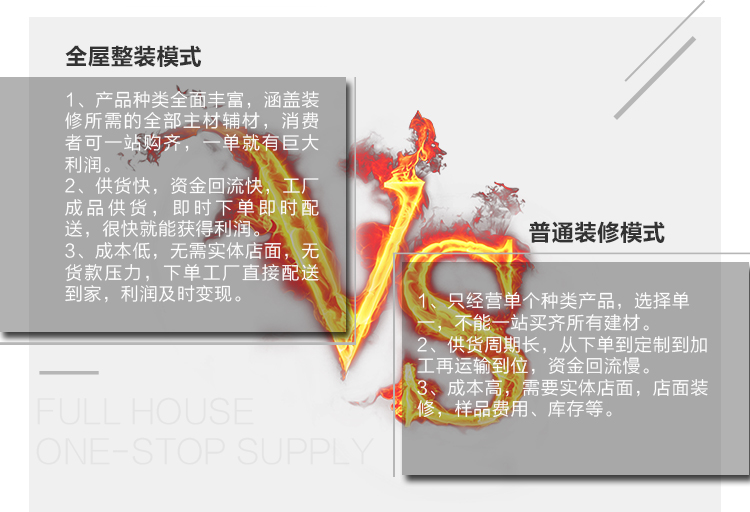 全屋整装模式
1、产品种类全面丰富，涵盖装
修所需的全部主材辅材，消费
者可一站购齐，一单就有巨大
利润。
2、供货快，资金回流快，工厂
成品供货，即时下单即时配
送，很快就能获得利润。
3、成本低，无需实体店面，无
货款压力，下单工厂直接配送
到家，利润及时变现。
VS
普通装修模式
1、只经营单个种类产品，选择单
一，不能一站买齐所有建材。
2、供货周期长，从下单到定制到加
工再运输到位，资金回流慢。
3、成本高，需要实体店面，店面装
修，样品费用、库存等。
FULL HOUSE
ONE-STOP SUPPLY